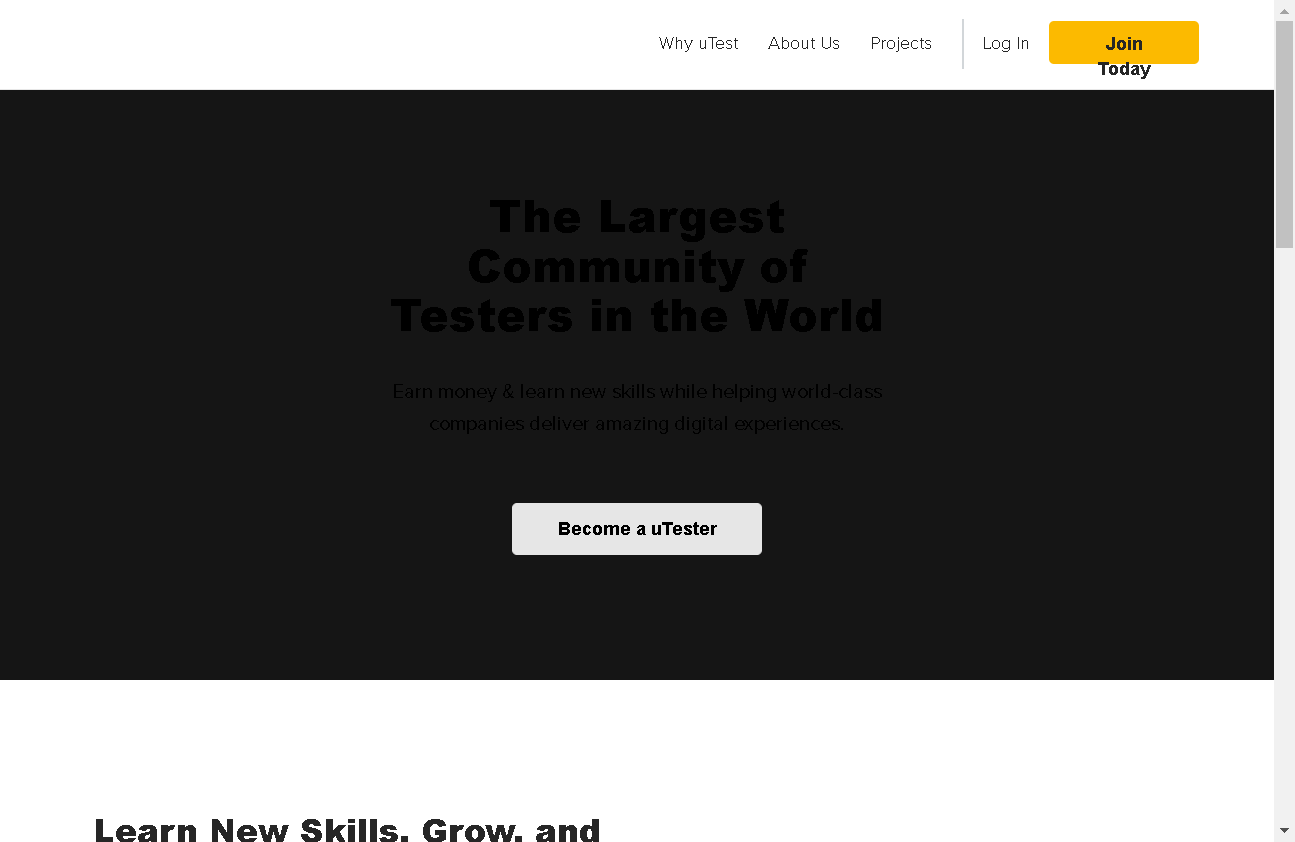 Why uTest
About Us
Projects
Log In
Join
Today
The Largest
Community of
Testers in the World
Earn money & learn new skills while helping world-class
companies deliver amazing digital experiences.
Become a uTester
Learn New Skills, Grow, and